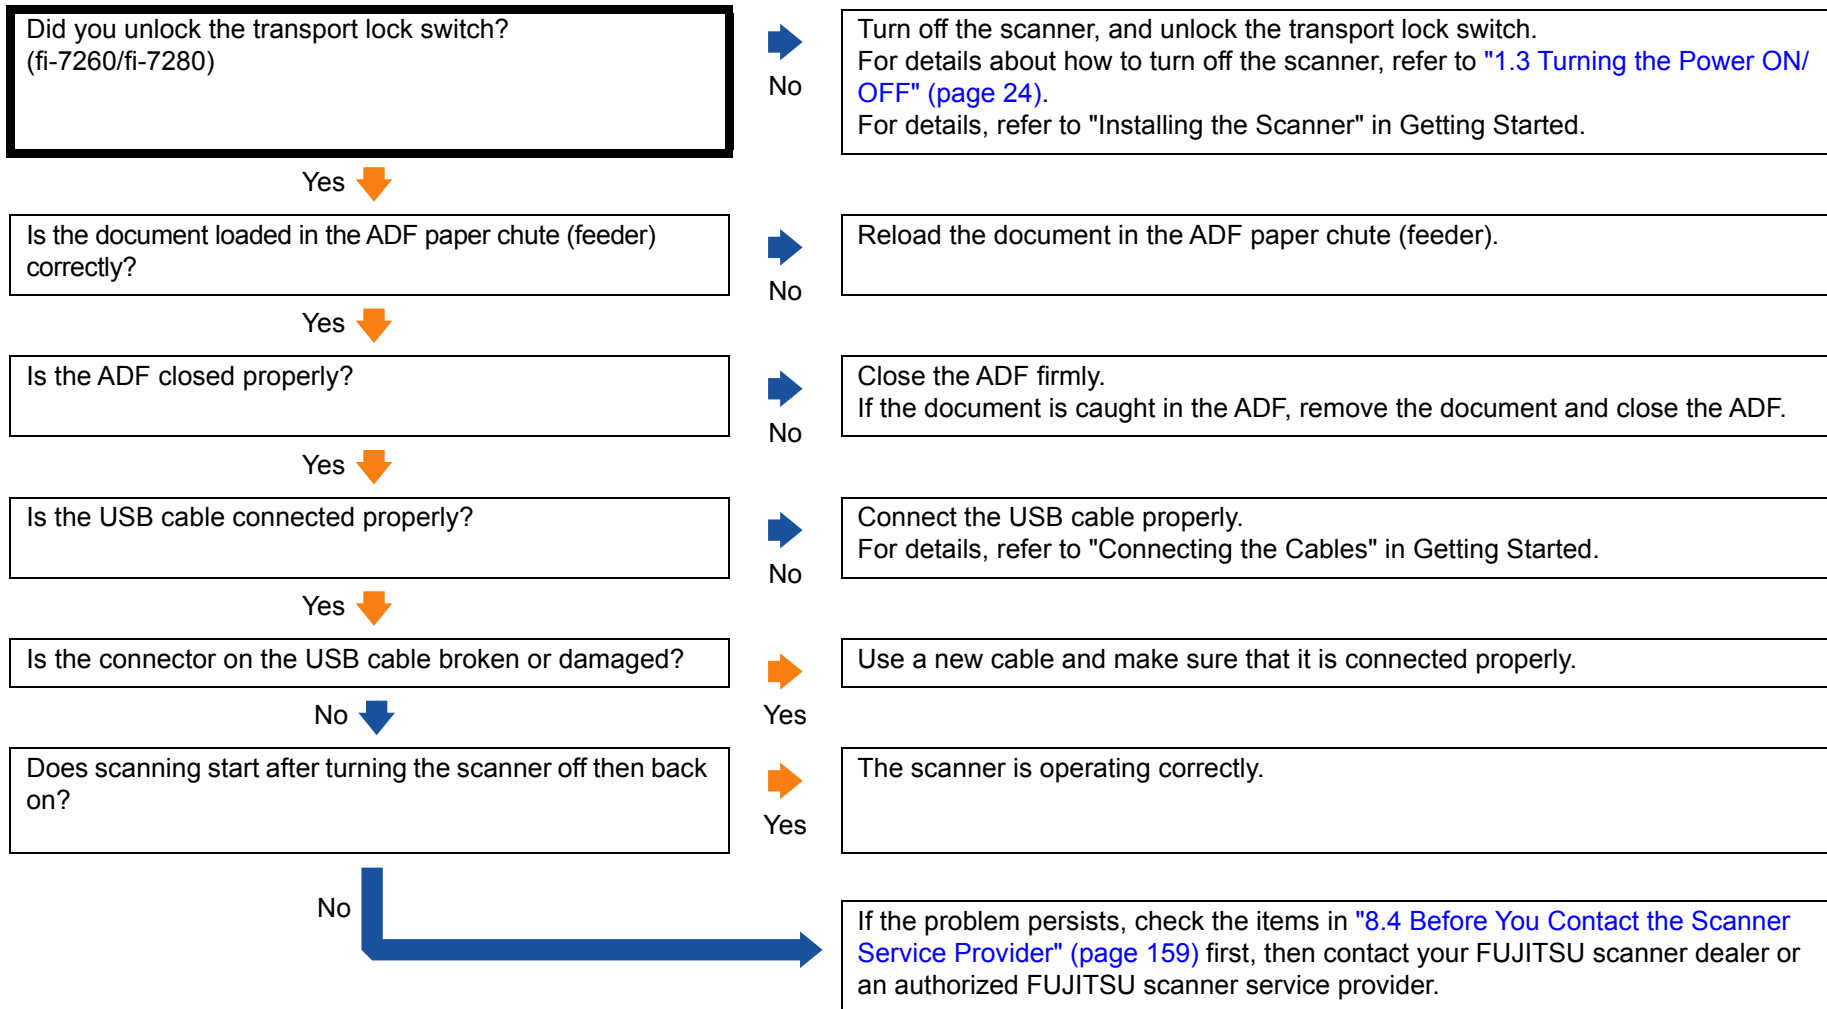 Did you unlock the transport lock switch?
(fi-7260/fi-7280)
No
Turn off the scanner, and unlock the transport lock switch.
For details about how to turn off the scanner, refer to "1.3 Turning the Power ON/
OFF" (page 24).
For details, refer to "Installing the Scanner" in Getting Started.
Yes
Is the document loaded in the ADF paper chute (feeder)
correctly?
No
Reload the document in the ADF paper chute (feeder).
Yes
Is the ADF closed properly?
No
Close the ADF firmly.
If the document is caught in the ADF, remove the document and close the ADF.
Yes
Is the USB cable connected properly?
No
Connect the USB cable properly.
For details, refer to "Connecting the Cables" in Getting Started.
Yes
Is the connector on the USB cable broken or damaged?
Yes
Use a new cable and make sure that it is connected properly.
No
Does scanning start after turning the scanner off then back
on?
Yes
The scanner is operating correctly.
No
If the problem persists, check the items in "8.4 Before You Contact the Scanner
Service Provider" (page 159) first, then contact your FUJITSU scanner dealer or
an authorized FUJITSU scanner service provider.